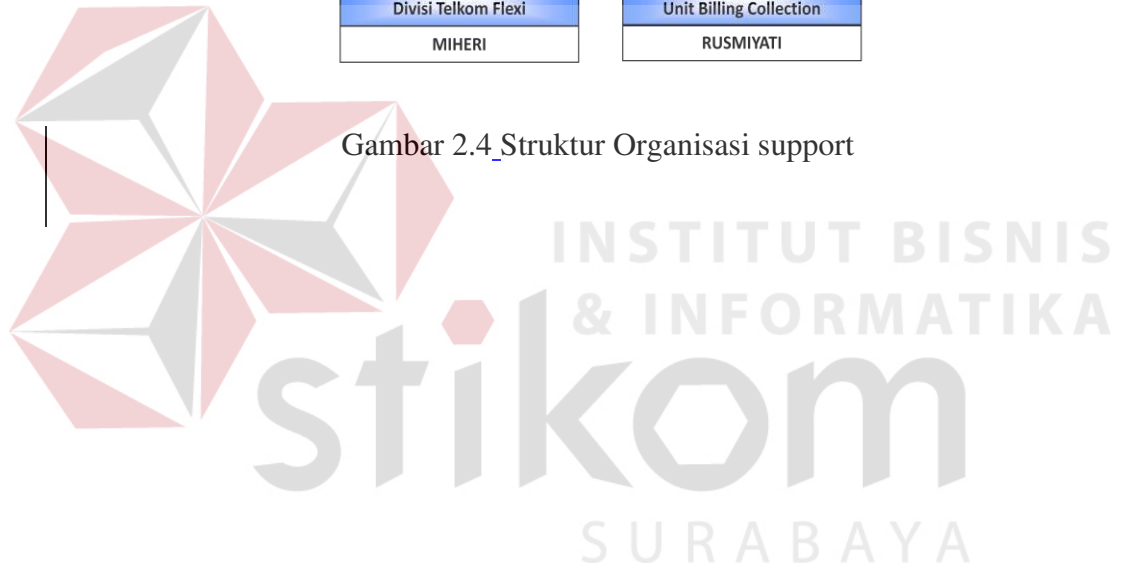 Divisi Telkom Flexi
MIHERI
Unit Billing Collection
RUSMIYATI
Gambar 2.4 Struktur Organisasi support
INSTITUT BISNIS
& INFORMATIKA
stikom
SURABAYA